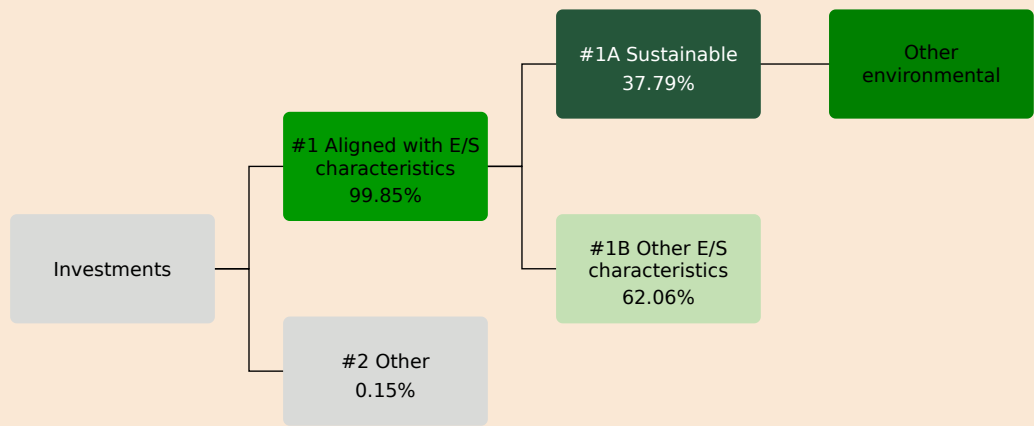 Investments
#1 Aligned with E/S
characteristics
99.85%
#2 Other
0.15%
#1A Sustainable
37.79%
#1B Other E/S
characteristics
62.06%
Other
environmental